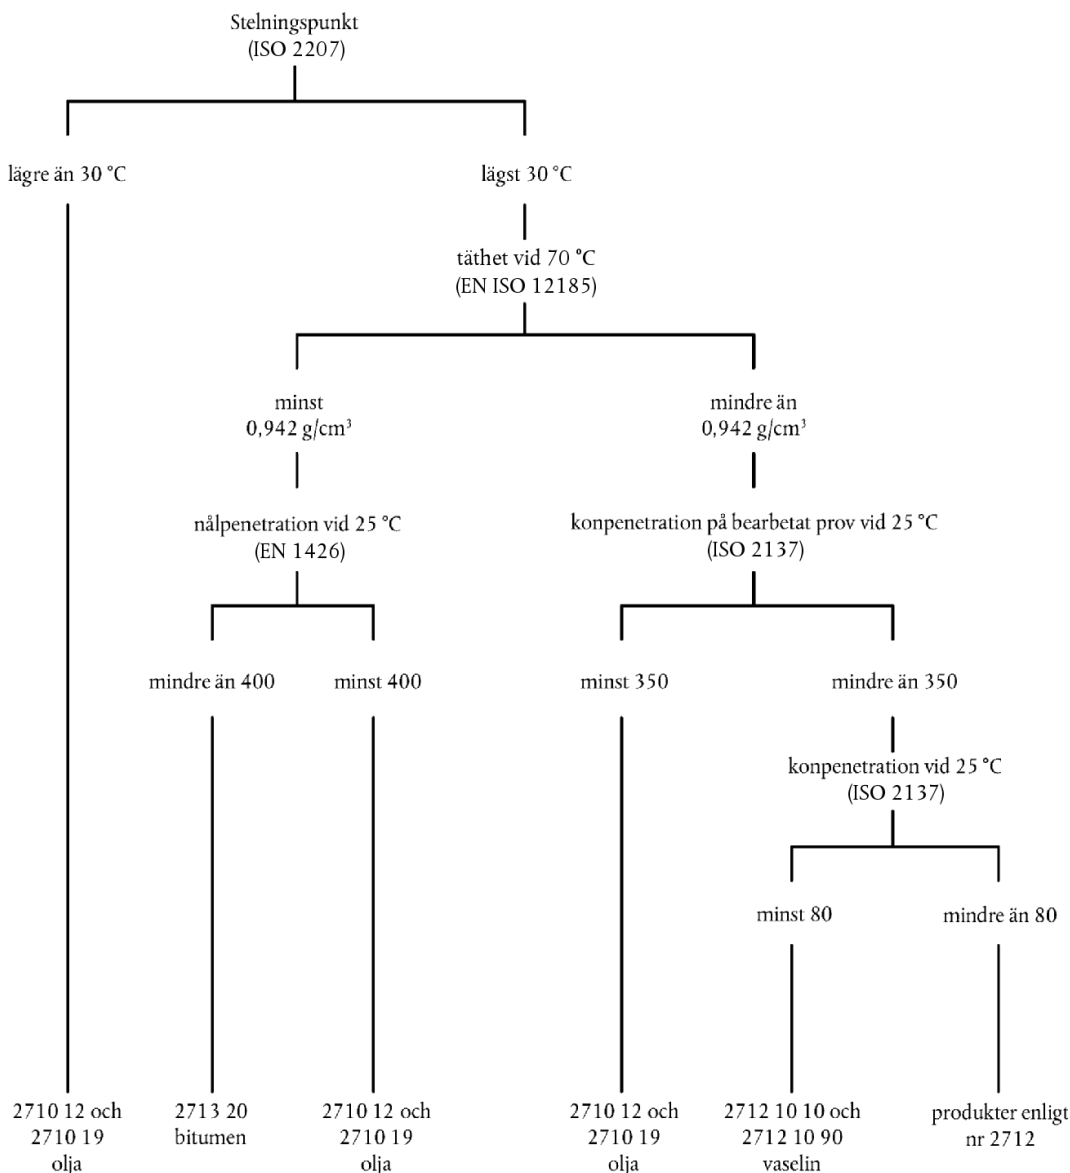 Stelningspunkt
(ISO 2207)
lägre än 30 °C
lägst 30 °C
täthet vid 70 °C
(EN ISO 12185)
minst
0,942 g/cm³
mindre än
0,942 g/cm³
nålpenetration vid 25 °C
(EN 1426)
konpenetration på bearbetat prov vid 25 °C
(ISO 2137)
mindre än 400
minst 400
minst 350
mindre än 350
konpenetration vid 25 °C
(ISO 2137)
minst 80
mindre än 80
2710 12 och
2710 19
olja
2713 20
bitumen
2710 12 och
2710 19
olja
2710 12 och
2710 19
olja
2712 10 10 och
2712 10 90
vaselin
produkter enligt
nr 2712